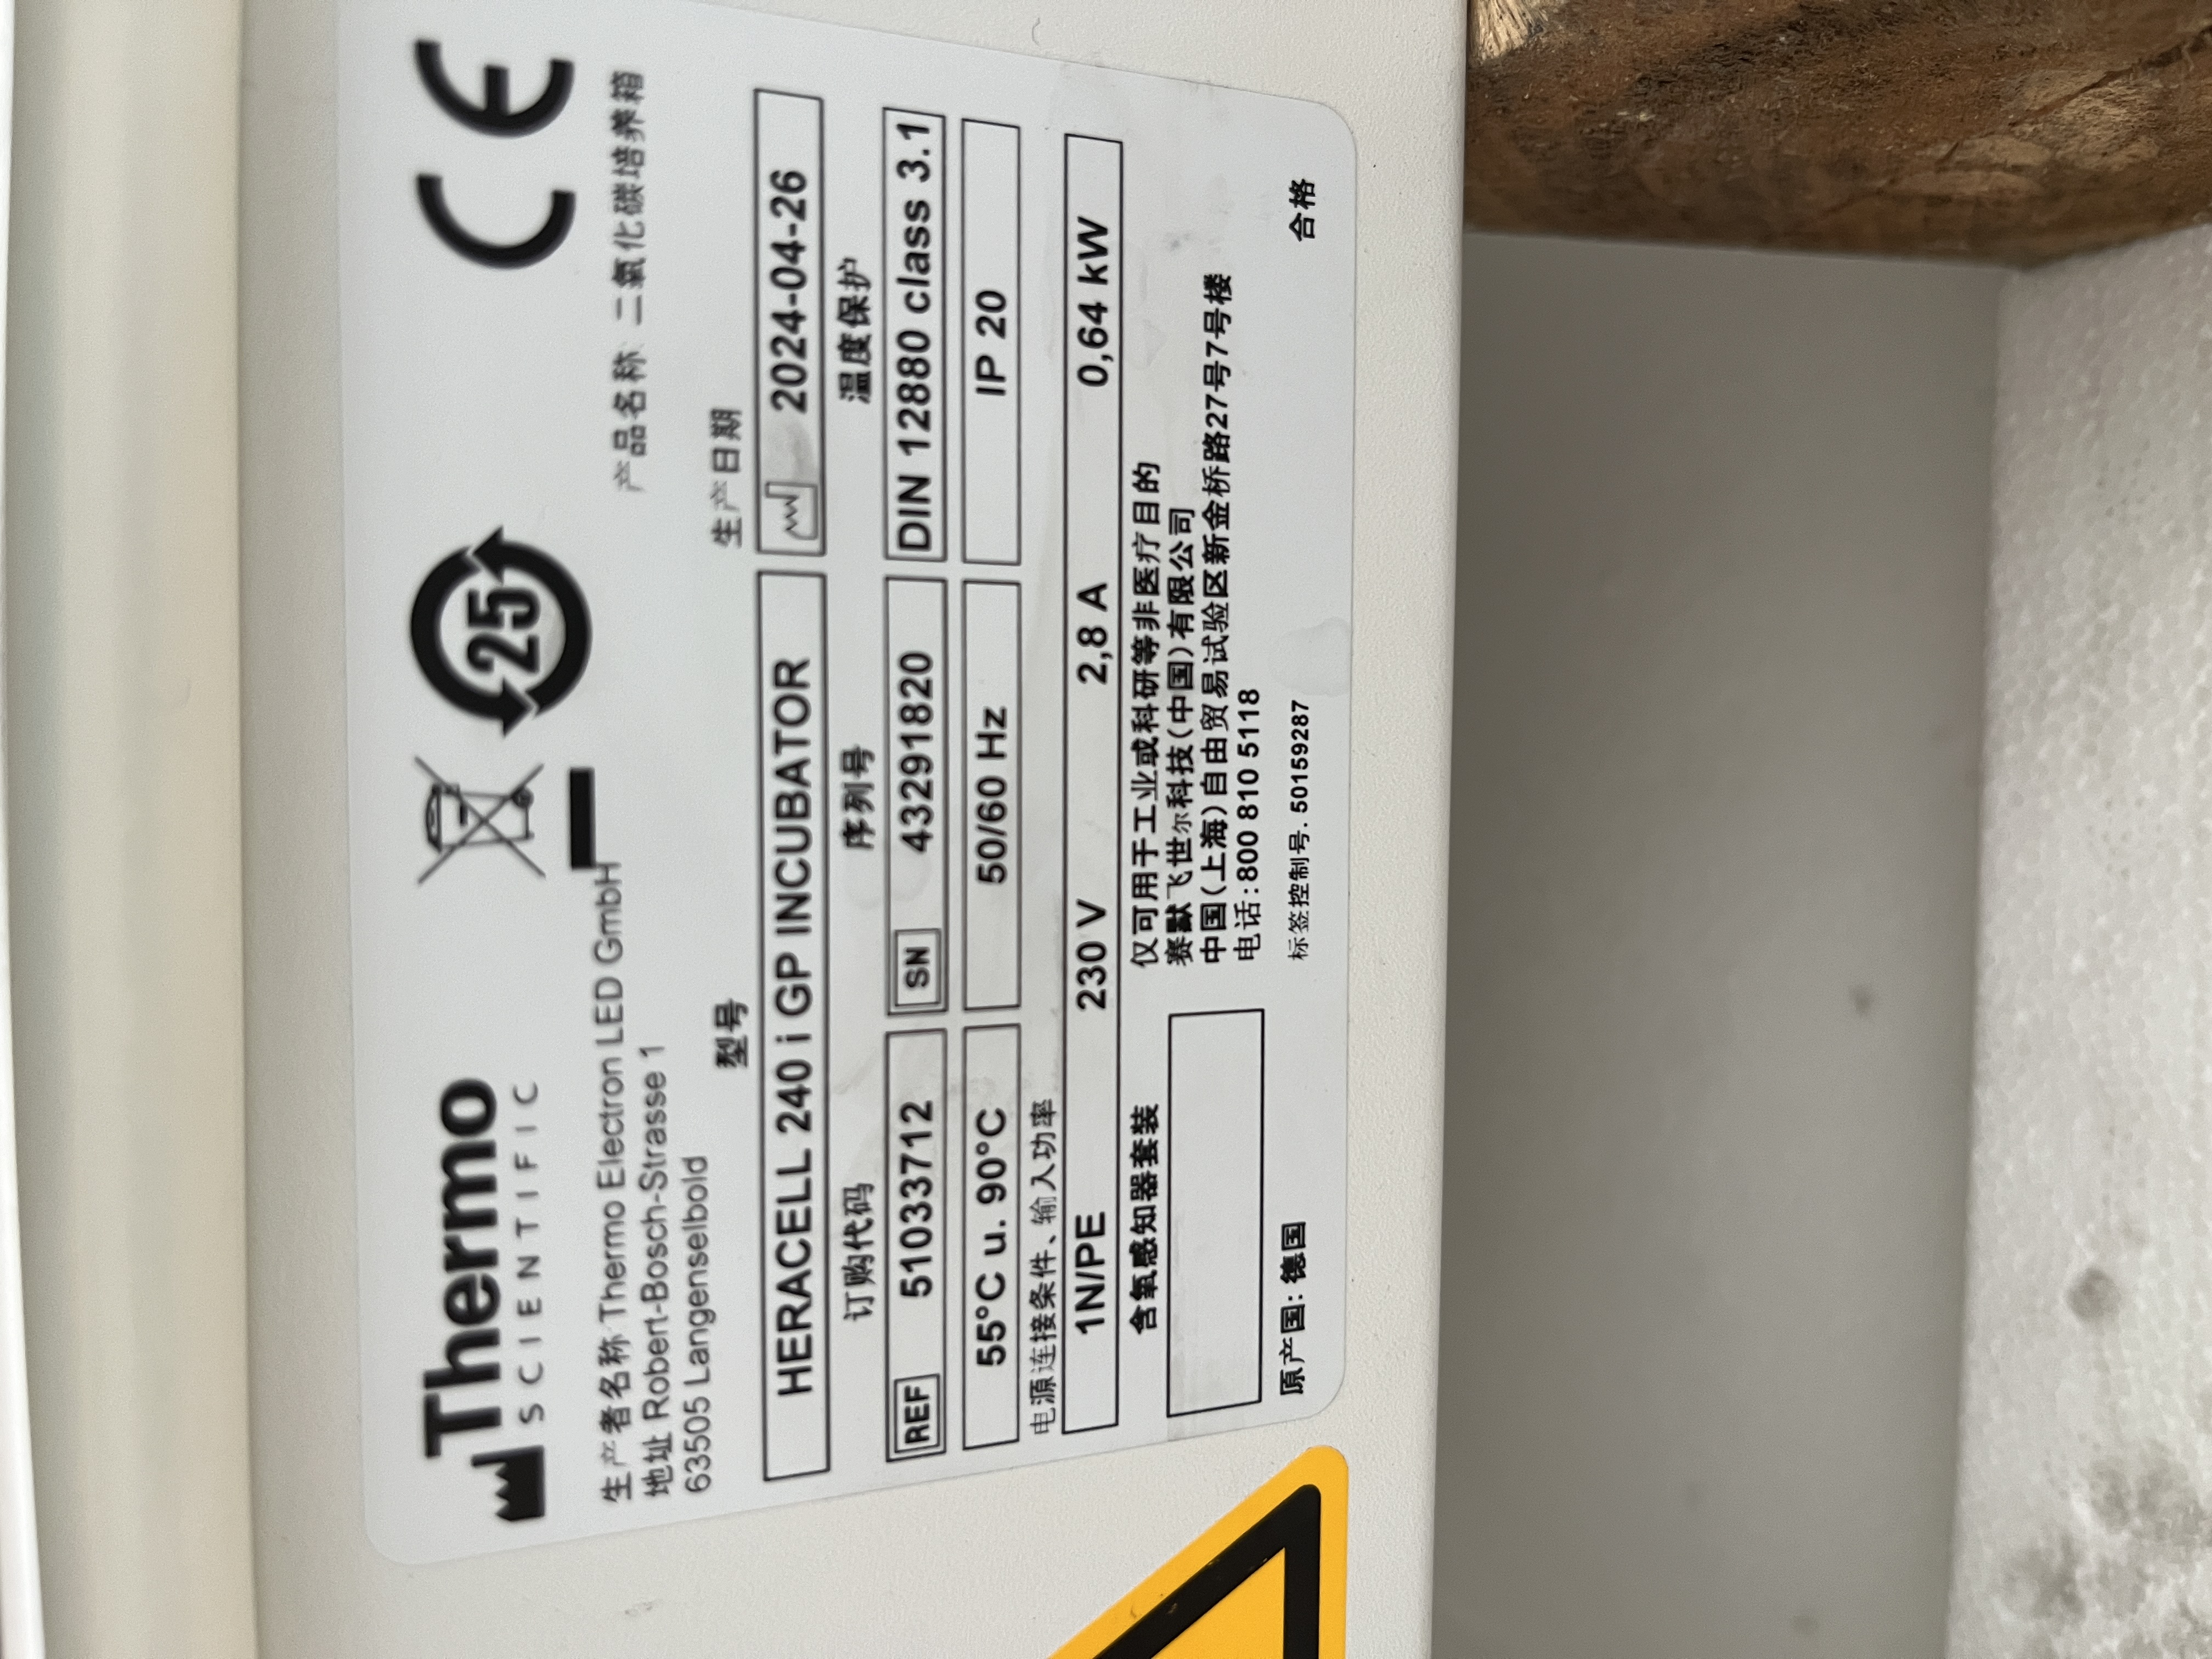 Thermo
SCIENTIFIC
25
CE
生产者名称 Thermo Electron LED GmbH
地址 Robert-Bosch-Strasse 1
63505 Langenselbold
产品名称 二氧化碳培养箱
型号 生产日期
HERACELL 240 i GP INCUBATOR 2024-04-26
订购代码 序列号 温度保护
REF 51033712 SN 43291820 DIN 12880 class 3.1
55°C u. 90°C 50/60 Hz IP 20
电源连接条件、输入功率
1N/PE 230 V 2,8 A 0,64 kW
含氧感知器套装
仅可用于工业或科研等非医疗目的
赛默飞世尔科技(中国)有限公司
中国(上海)自由贸易试验区新金桥路27号7号楼
电话:800 810 5118
原产国: 德国 标签控制号. 50159287 合格